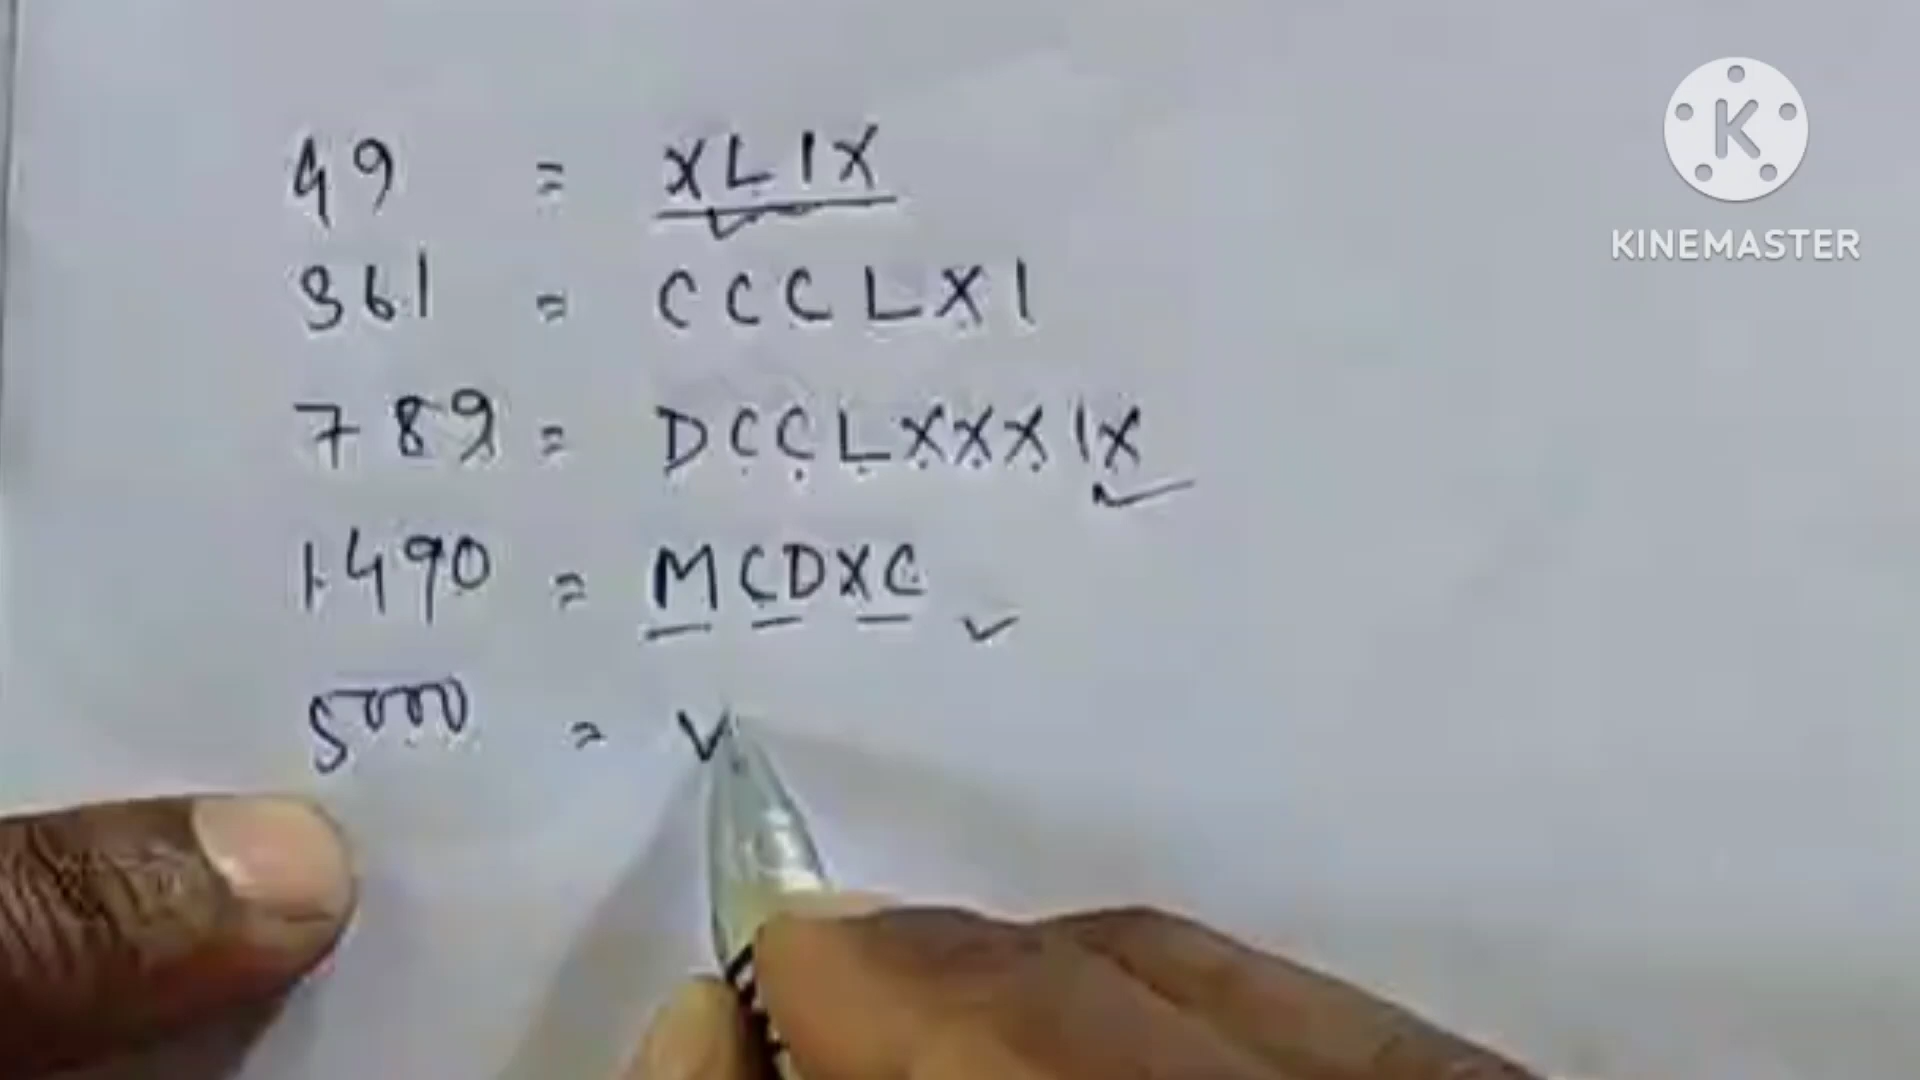 49 = XLIX
361 = CCCLXI
789 = DCCLXXXIX
1490 = MCDXC
5000 = V
K
KINEMASTER